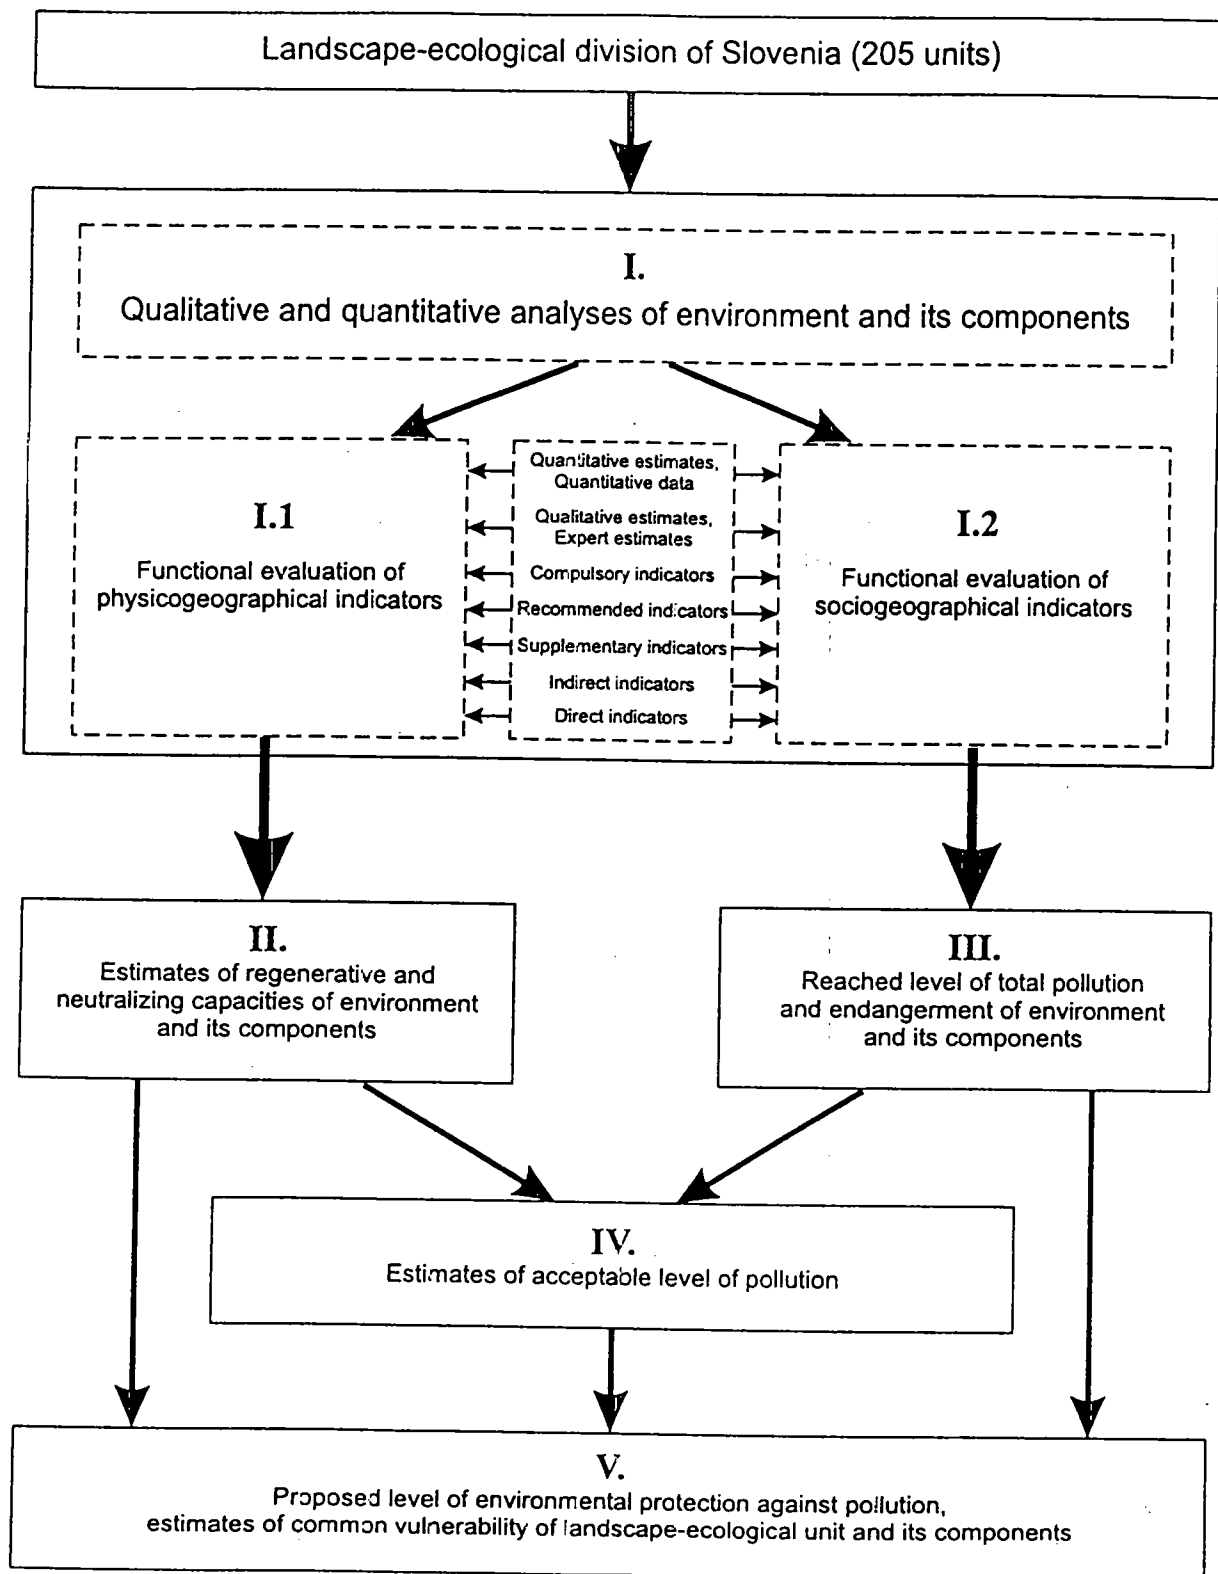 Landscape-ecological division of Slovenia (205 units)
I.
Qualitative and quantitative analyses of environment and its components
I.1
Functional evaluation of
physicogeographical indicators
Quantitative estimates,
Quantitative data
Qualitative estimates,
Expert estimates
Compulsory indicators
Recommended indicators
Supplementary indicators
Indirect indicators
Direct indicators
I.2
Functional evaluation of
sociogeographical indicators
II.
Estimates of regenerative and
neutralizing capacities of environment
and its components
III.
Reached level of total pollution
and endangerment of environment
and its components
IV.
Estimates of acceptable level of pollution
V.
Proposed level of environmental protection against pollution,
estimates of common vulnerability of landscape-ecological unit and its components